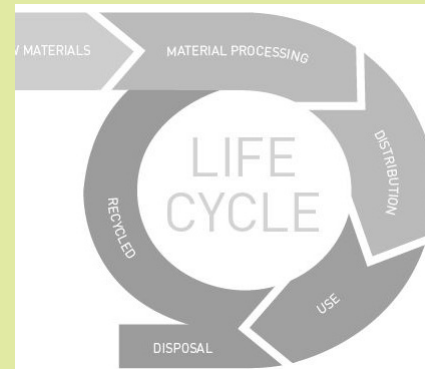 W MATERIALS
MATERIAL PROCESSING
DISTRIBUTION
LIFE
CYCLE
RECYCLED
USE
DISPOSAL